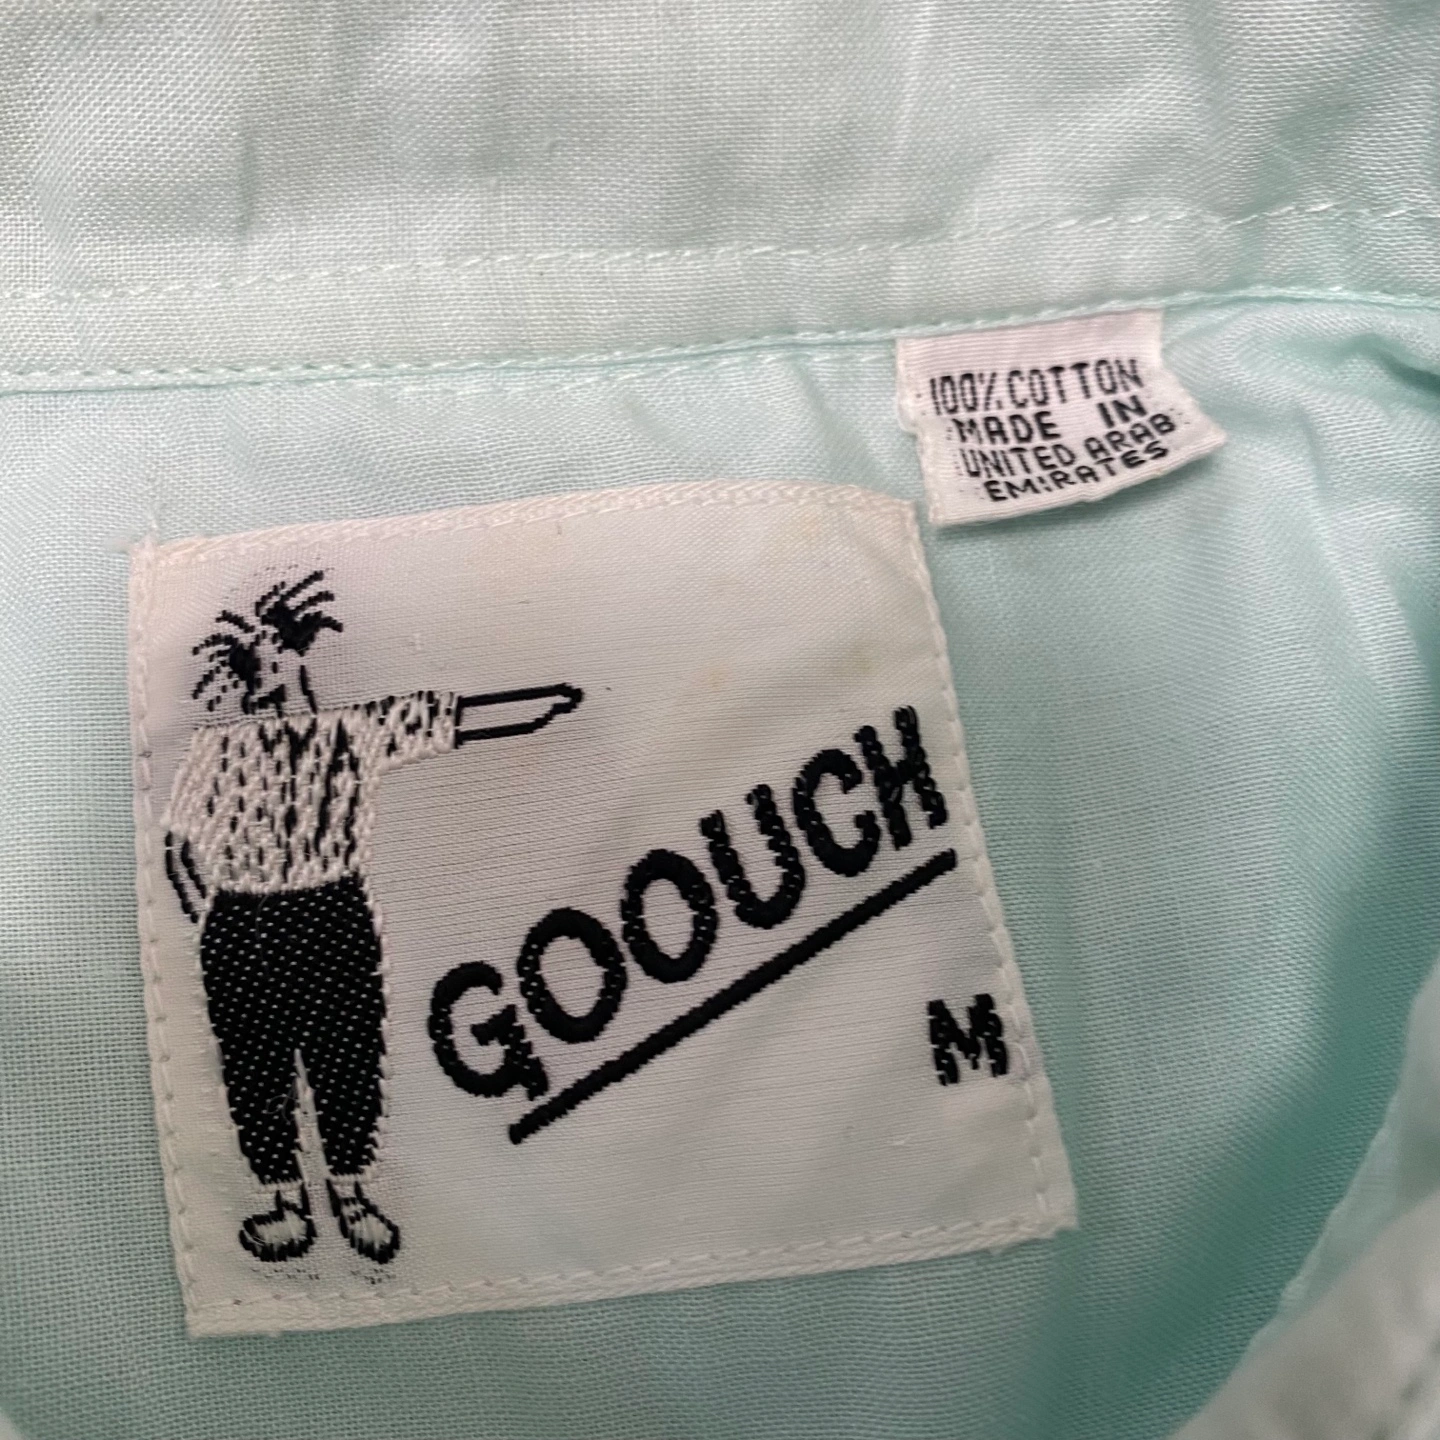 100% COTTON
MADE IN
UNITED ARAB
EMIRATES
GOOUCH
M